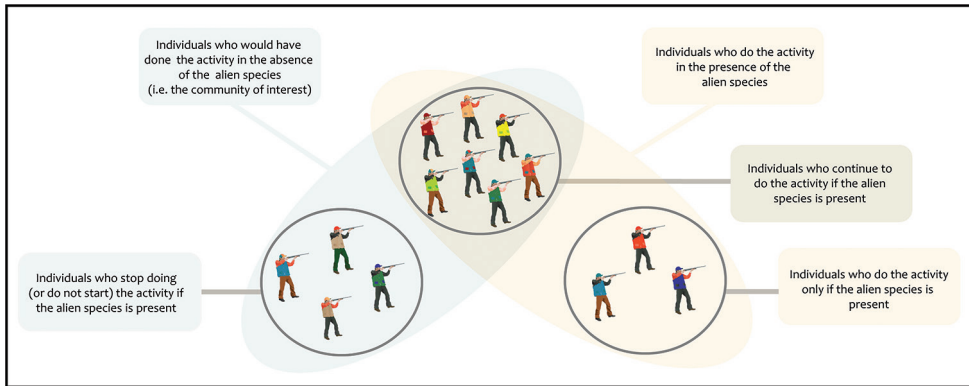 Individuals who would have
done the activity in the absence
of the alien species
(i.e. the community of interest)
Individuals who do the activity
in the presence of the
alien species
Individuals who continue to
do the activity if the alien
species is present
Individuals who stop doing
(or do not start) the activity if
the alien species is present
Individuals who do the activity
only if the alien species is
present